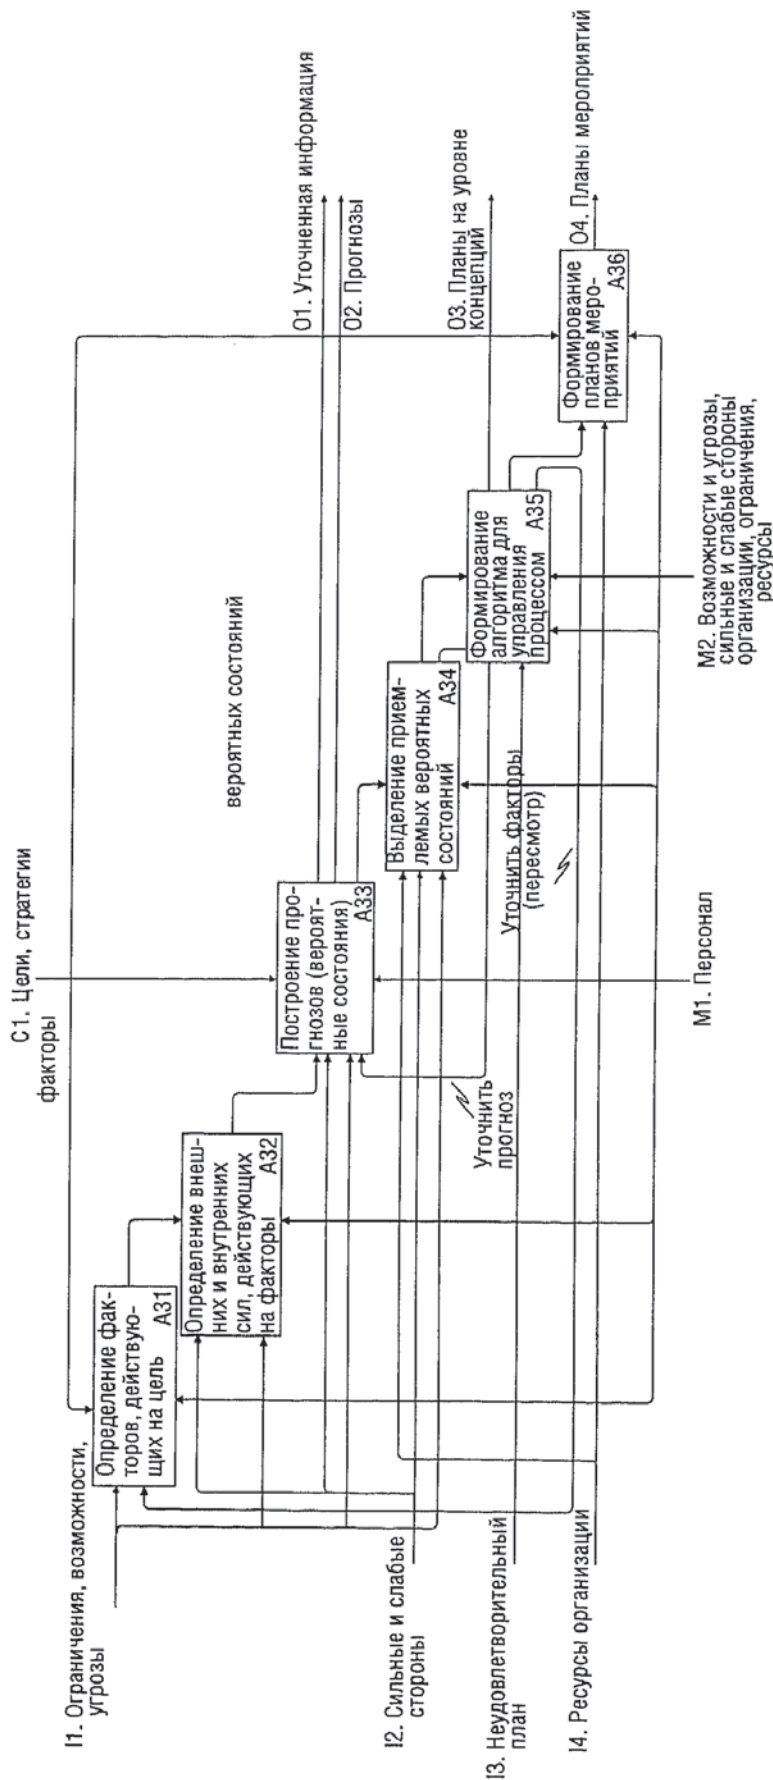 I1. Ограничения, возможности,
угрозы
I2. Сильные и слабые
стороны
I3. Неудовлетворительный
план
I4. Ресурсы организации
C1. Цели, стратегии
факторы
Определение фак-
торов, действую-
щих на цель
A31
Определение внеш-
них и внутренних
сил, действующих
на факторы
A32
Построение про-
гнозов (вероят-
ные состояния)
A33
вероятных состояний
Выделение прием-
лемых вероятных
состояний
A34
Формирование
алгоритма для
управления
процессом
A35
Формирование
планов меро-
приятий
A36
Уточнить
прогноз
Уточнить факторы
(пересмотр)
M1. Персонал
M2. Возможности и угрозы,
сильные и слабые стороны
организации, ограничения,
ресурсы
O1. Уточненная информация
O2. Прогнозы
O3. Планы на уровне
концепций
O4. Планы мероприятий